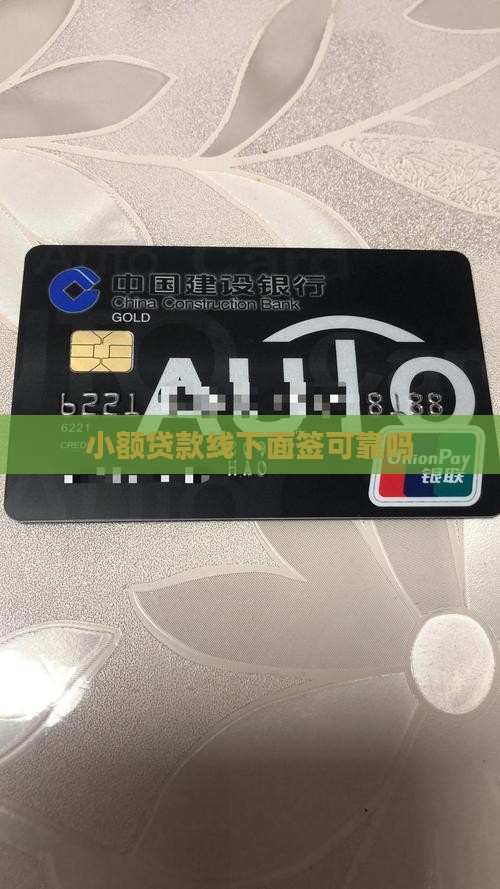 中国建设银行
China Construction Bank
GOLD
AUTO
6221 8188
6221
小额贷款线下面签可靠吗
HAO
UnionPay
银联